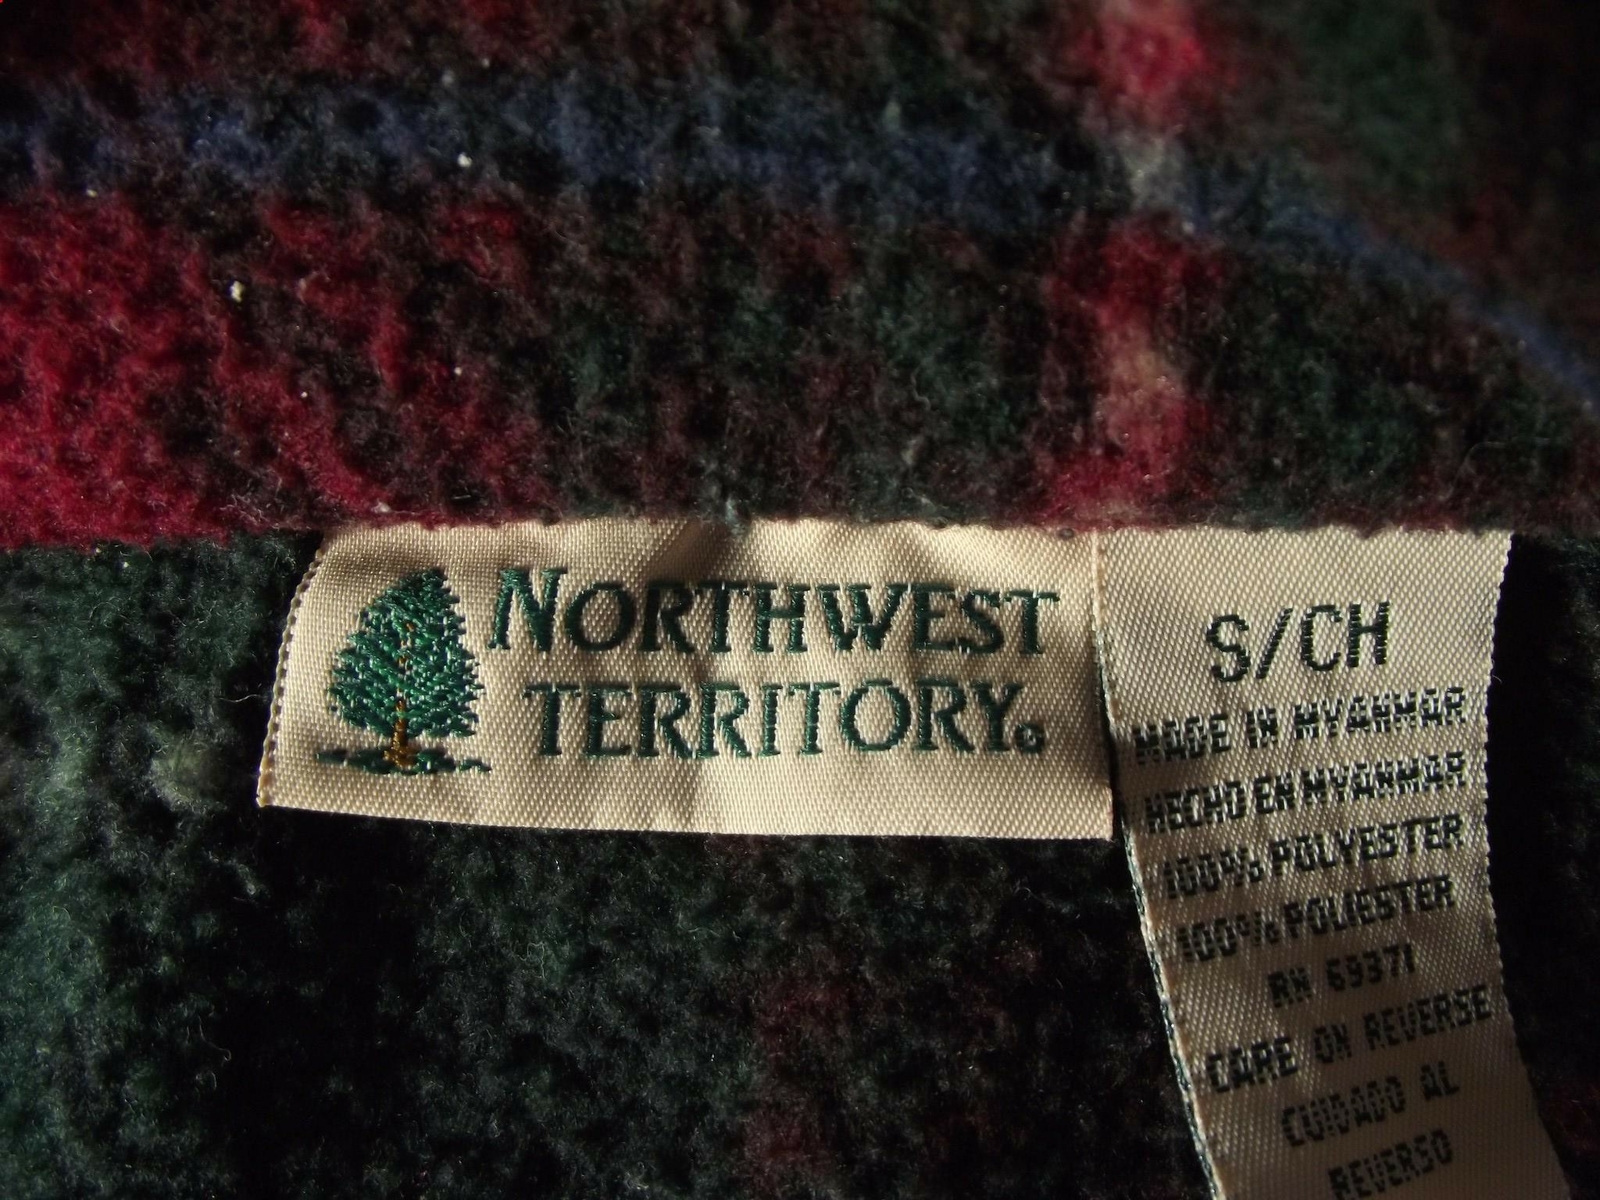 NORTHWEST
TERRITORY®
S/CH
MADE IN MYANMAR
HECHO EN MYANMAR
100% POLYESTER
100% POLIESTER
RN 69371
CARE ON REVERSE
CUIDADO AL
REVERSO